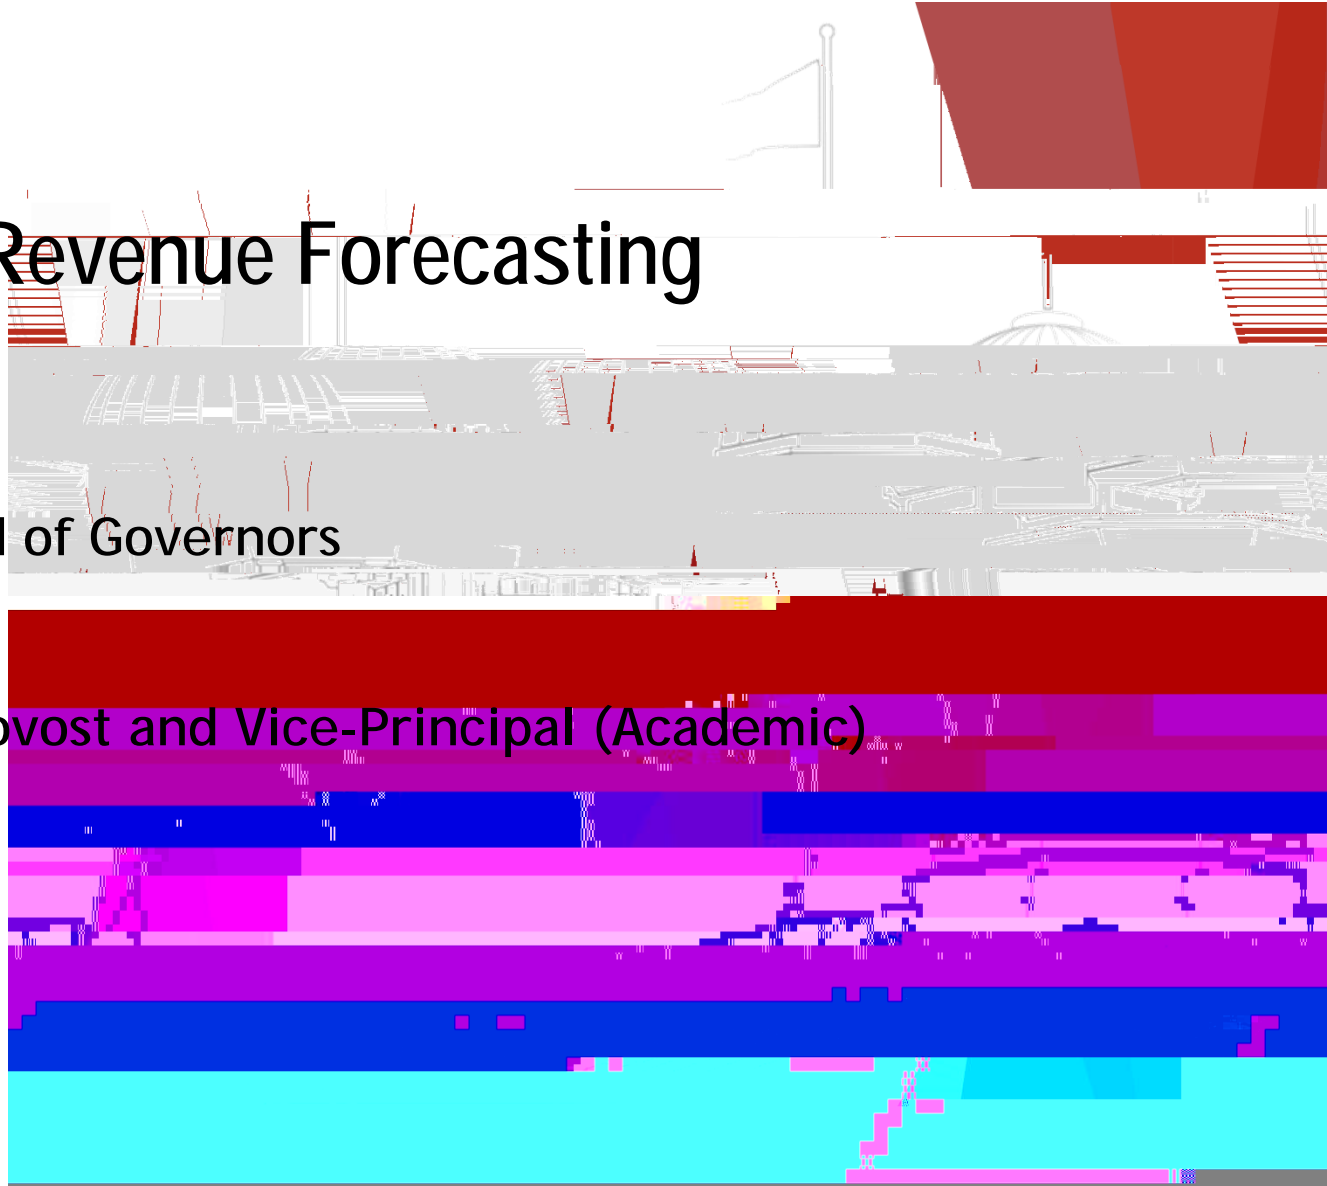 Revenue Forecasting
of Governors
ovost and Vice-Principal (Academic)